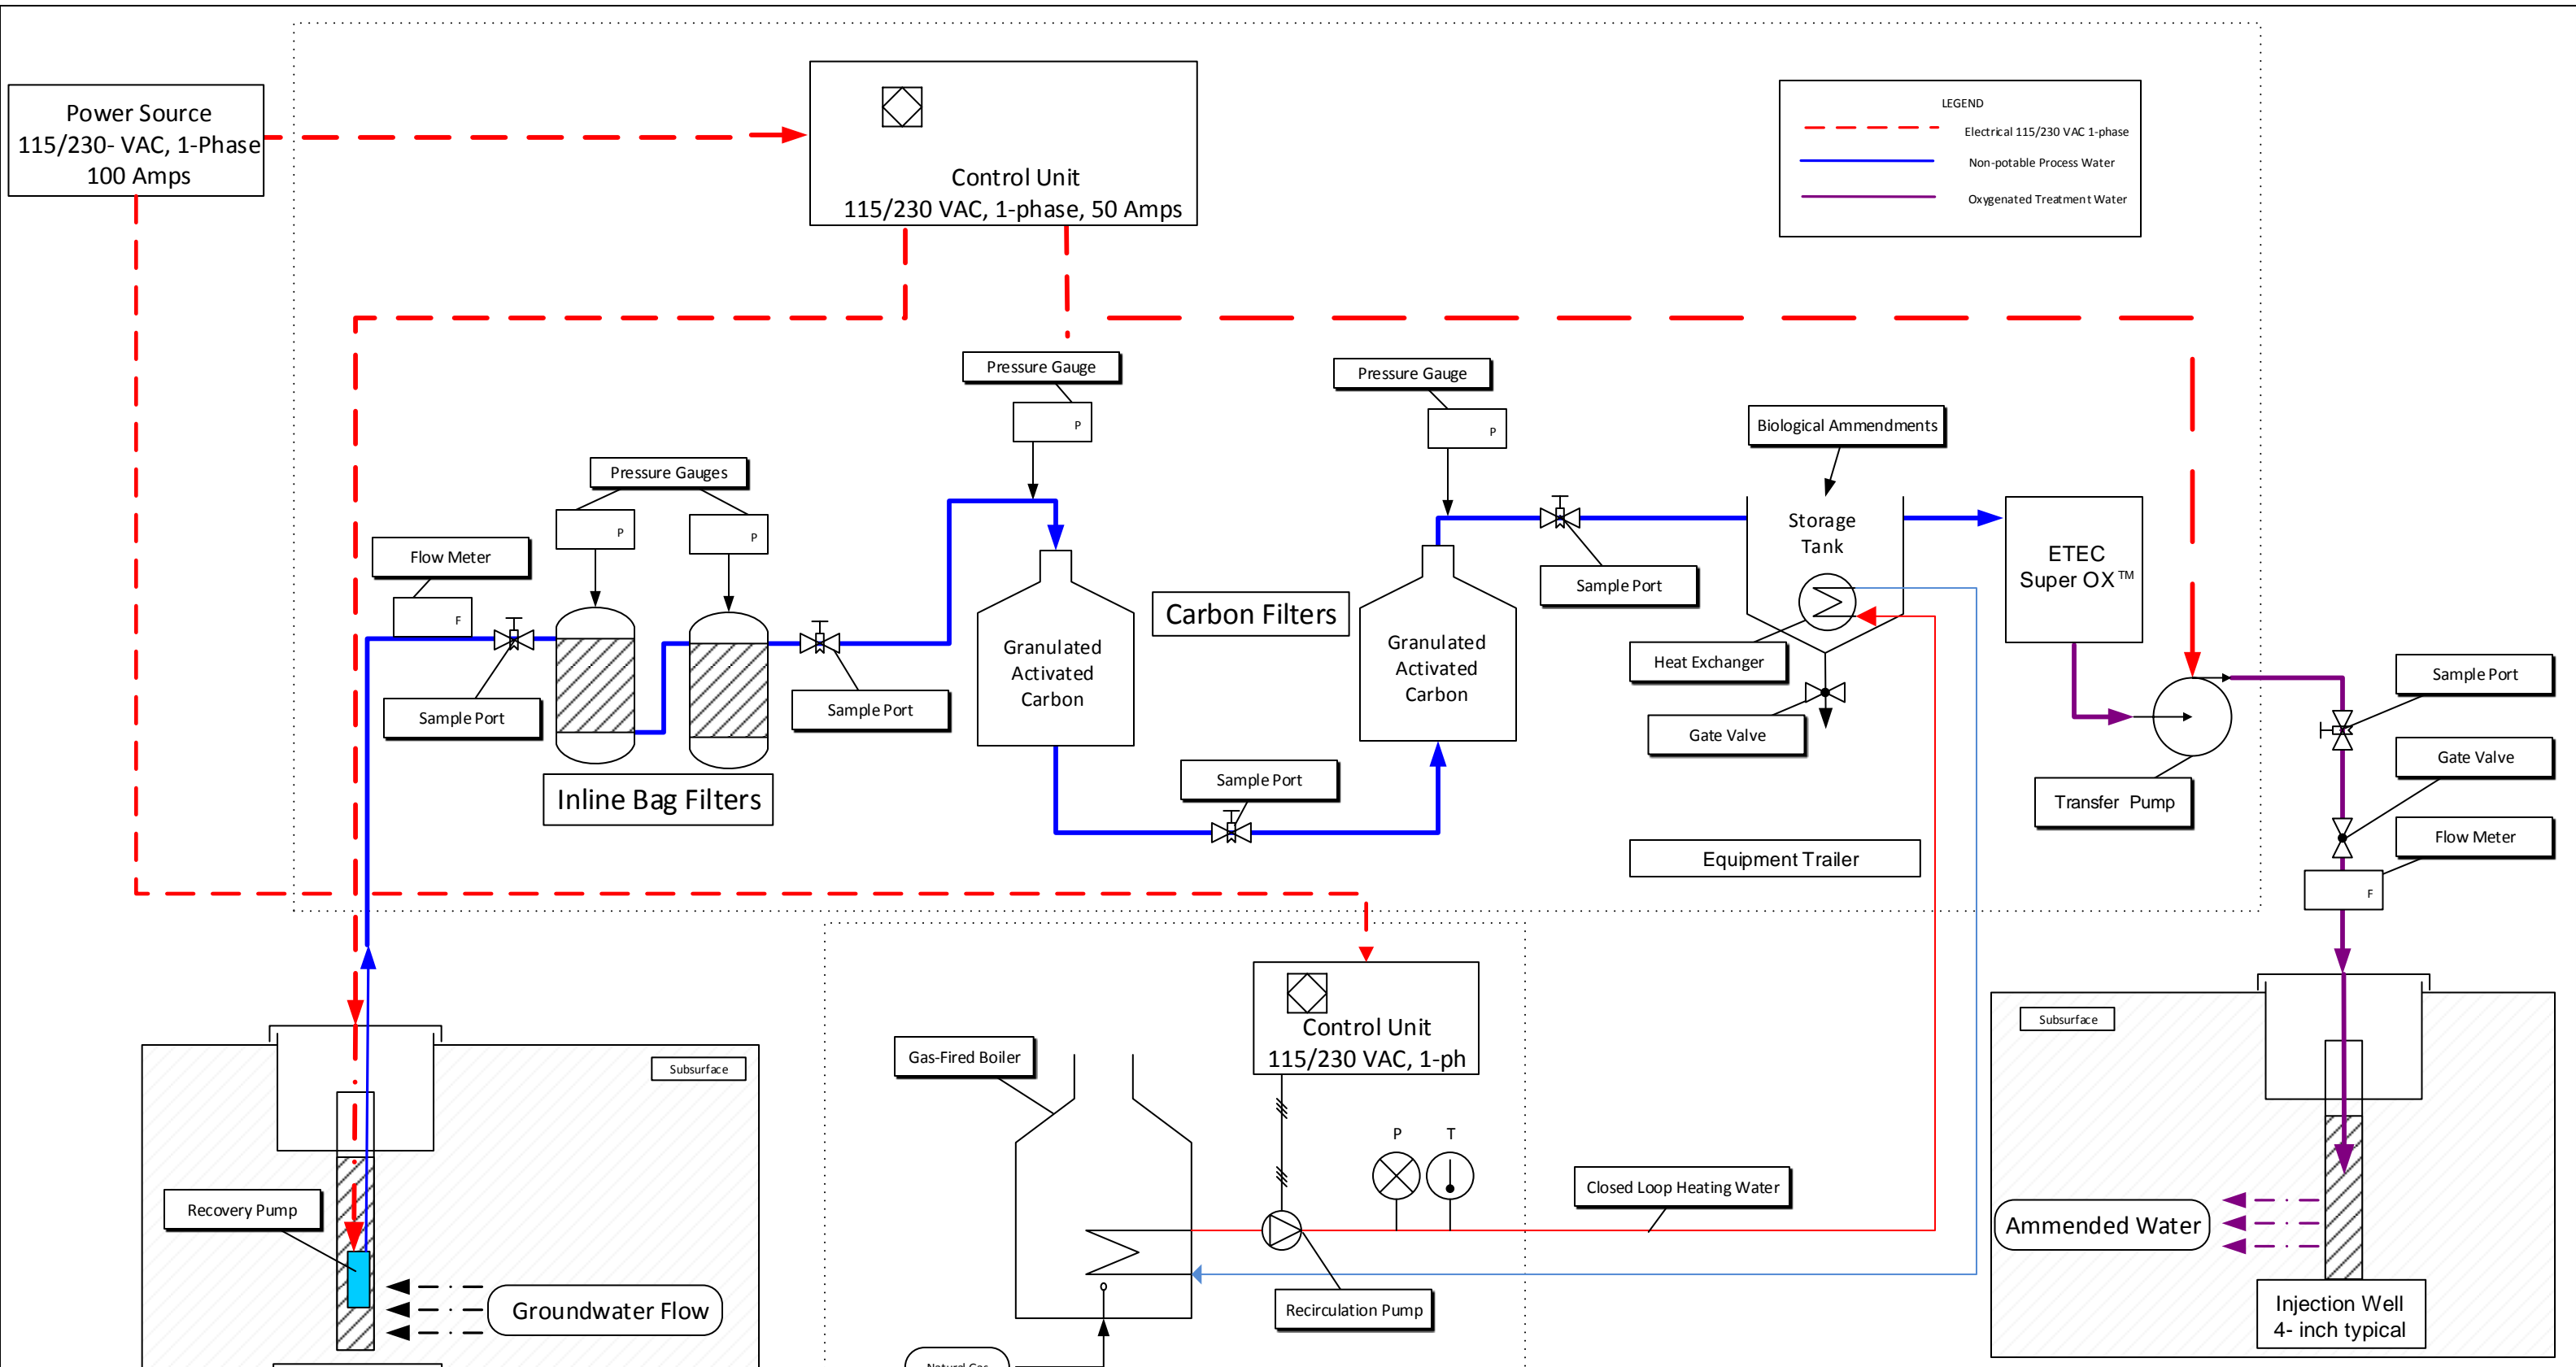 Power Source
115/230- VAC, 1-Phase
100 Amps
Control Unit
115/230 VAC, 1-phase, 50 Amps
LEGEND
Electrical 115/230 VAC 1-phase
Non-potable Process Water
Oxygenated Treatment Water
Pressure Gauge
P
Pressure Gauge
P
Biological Ammendments
Pressure Gauges
P
P
Flow Meter
F
Sample Port
Inline Bag Filters
Sample Port
Granulated
Activated
Carbon
Carbon Filters
Sample Port
Granulated
Activated
Carbon
Sample Port
Storage
Tank
Heat Exchanger
Gate Valve
ETEC
Super OX™
Transfer Pump
Equipment Trailer
Sample Port
Gate Valve
Flow Meter
F
Subsurface
Recovery Pump
Groundwater Flow
Gas-Fired Boiler
Control Unit
115/230 VAC, 1-ph
P
T
Closed Loop Heating Water
Recirculation Pump
Natural Gas
Subsurface
Ammended Water
Injection Well
4- inch typical